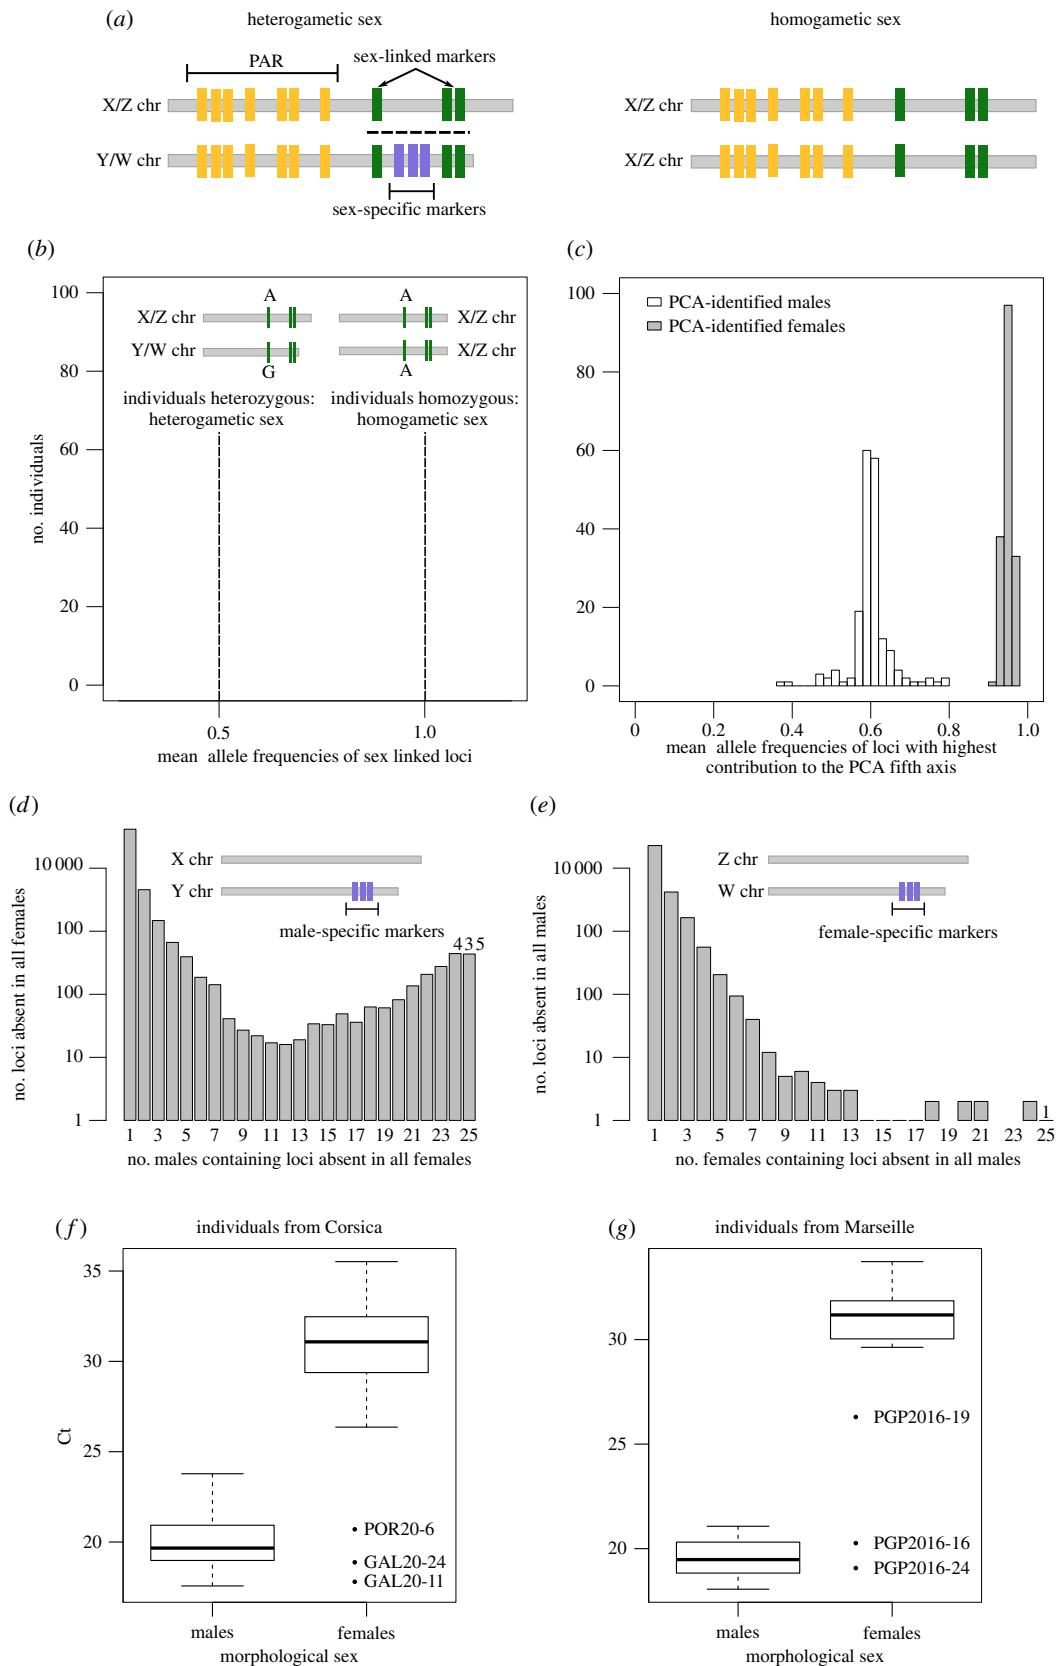 (a)
heterogametic sex
homogametic sex
PAR
sex-linked markers
X/Z chr
X/Z chr
Y/W chr
X/Z chr
sex-specific markers
(b)
(c)
100
80
60
40
20
0
no. individuals
A
A
X/Z chr
X/Z chr
Y/W chr
X/Z chr
G
A
individuals heterozygous:
heterogametic sex
individuals homozygous:
homogametic sex
0.5
1.0
mean allele frequencies of sex linked loci
100
80
60
40
20
0
PCA-identified males
PCA-identified females
0
0.2
0.4
0.6
0.8
1.0
mean allele frequencies of loci with highest
contribution to the PCA fifth axis
(d)
(e)
no. loci absent in all females
10 000
100
100
10
1
X chr
Y chr
male-specific markers
435
1 3 5 7 9 11 13 15 17 19 21 23 25
no. males containing loci absent in all females
no. loci absent in all males
10 000
100
100
10
1
Z chr
W chr
female-specific markers
1
1 3 5 7 9 11 13 15 17 19 21 23 25
no. females containing loci absent in all males
(f)
individuals from Corsica
(g)
individuals from Marseille
Ct
35
30
25
20
POR20-6
GAL20-24
GAL20-11
males
females
morphological sex
30
25
20
PGP2016-19
PGP2016-16
PGP2016-24
males
females
morphological sex